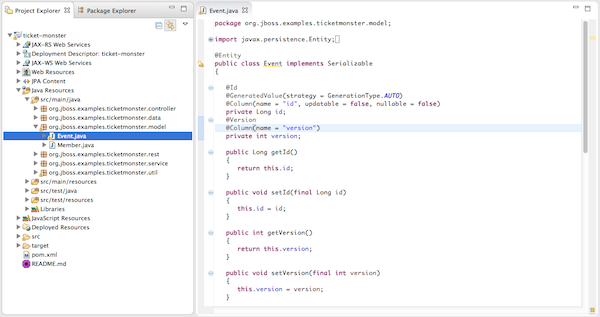 Project Explorer
Package Explorer
ticket-monster
JAX-RS Web Services
Deployment Descriptor: ticket-monster
JAX-WS Web Services
Web Resources
JPA Content
Java Resources
src/main/java
org.jboss.examples.ticketmonster.controller
org.jboss.examples.ticketmonster.data
org.jboss.examples.ticketmonster.model
Event.java
Member.java
org.jboss.examples.ticketmonster.rest
org.jboss.examples.ticketmonster.service
org.jboss.examples.ticketmonster.util
src/main/resources
src/test/java
src/test/resources
Libraries
JavaScript Resources
Deployed Resources
src
target
pom.xml
README.md
Event.java
package org.jboss.examples.ticketmonster.model;
import javax.persistence.Entity;
@Entity
public class Event implements Serializable
{
@Id
@GeneratedValue(strategy = GenerationType.AUTO)
@Column(name = "id", updatable = false, nullable = false)
private Long id;
@Version
@Column(name = "version")
private int version;
public Long getId()
{
return this.id;
}
public void setId(final Long id)
{
this.id = id;
}
public int getVersion()
{
return this.version;
}
public void setVersion(final int version)
{
this.version = version;
}